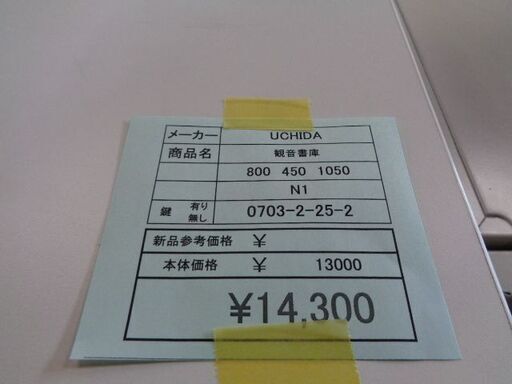 メーカー UCHIDA
商品名 観音書庫
800 450 1050
N1
鍵 有り 無し 0703-2-25-2
新品参考価格 ¥
本体価格 ¥ 13000
¥14,300